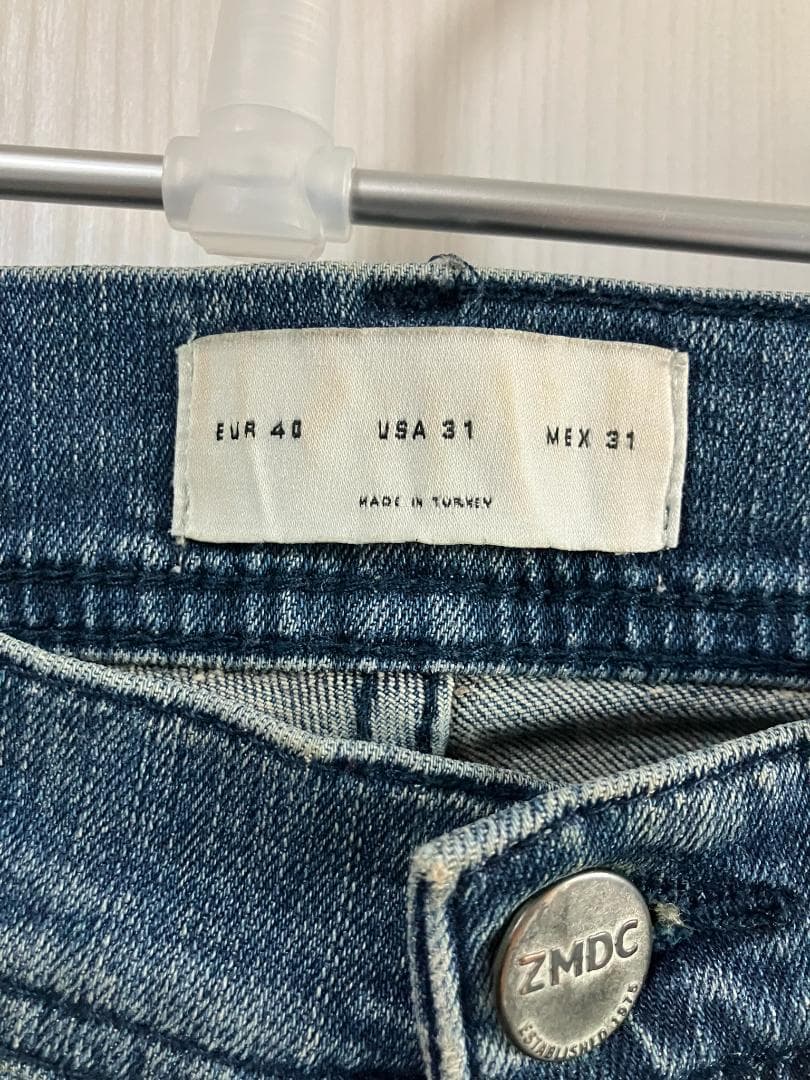 EUR 40 USA 31 MEX 31
MADE IN TURKEY
ZMDC
ESTABLISHED 1975